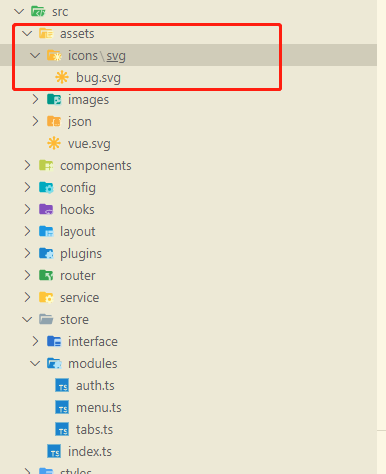 src
assets
icons\svg
bug.svg
images
json
vue.svg
components
config
hooks
layout
plugins
router
service
store
interface
modules
TS auth.ts
TS menu.ts
TS tabs.ts
TS index.ts
styles